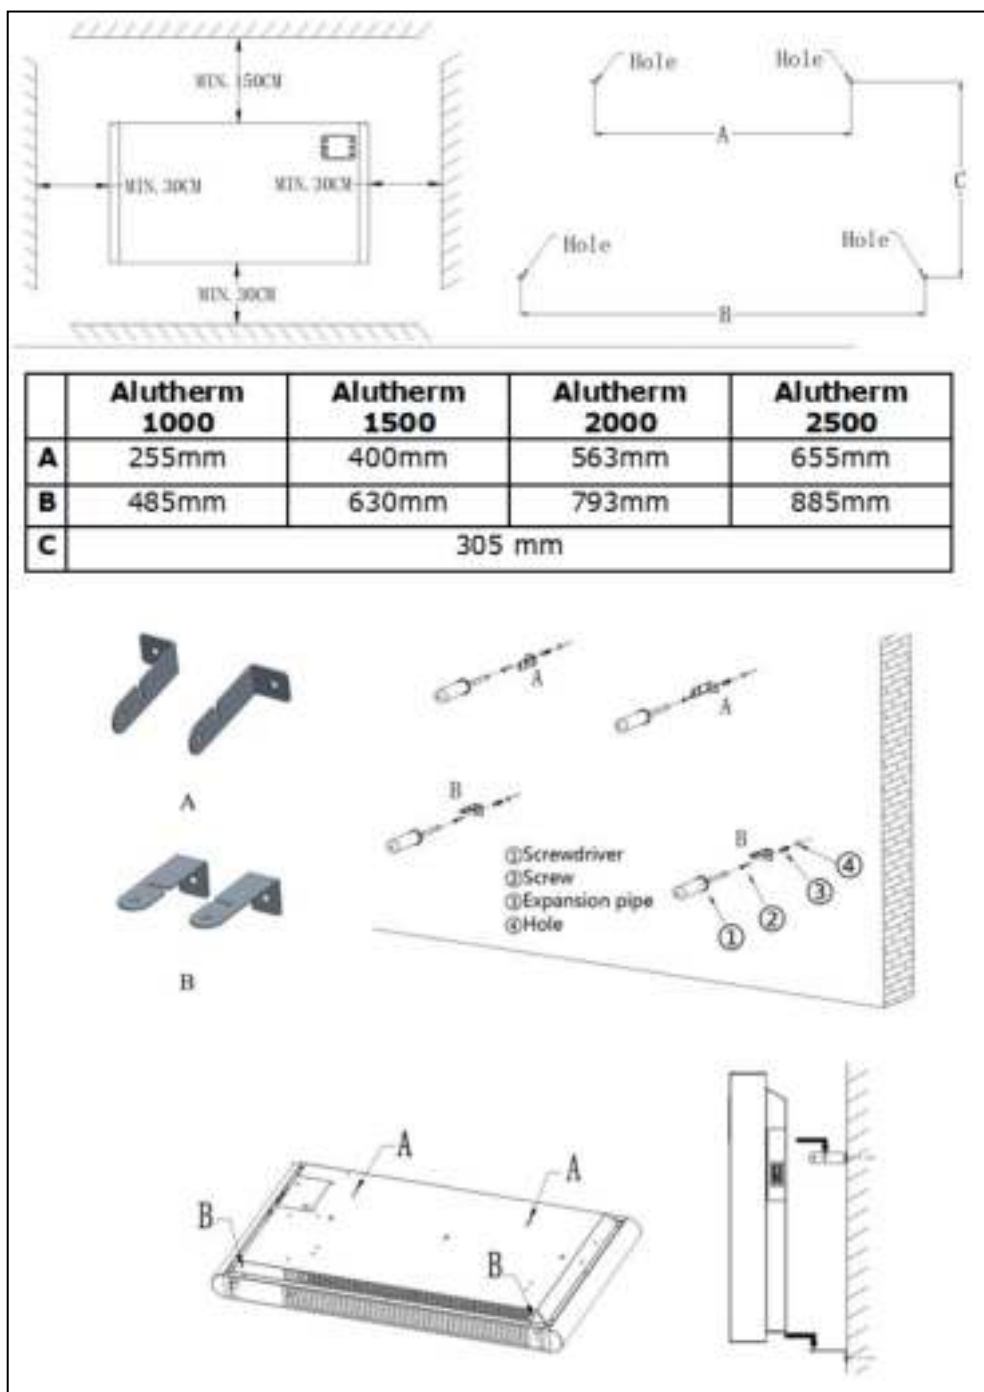 MIN. 150CM
MIN. 30CM
MIN. 30CM
MIN. 30CM
Hole
Hole
A
C
Hole
Hole
B
Alutherm 1000
Alutherm 1500
Alutherm 2000
Alutherm 2500
A 255mm 400mm 563mm 655mm
B 485mm 630mm 793mm 885mm
C 305 mm
A
B
A
A
B
B
①Screwdriver
②Screw
③Expansion pipe
④Hole
①
②
③
④
A
A
B
B